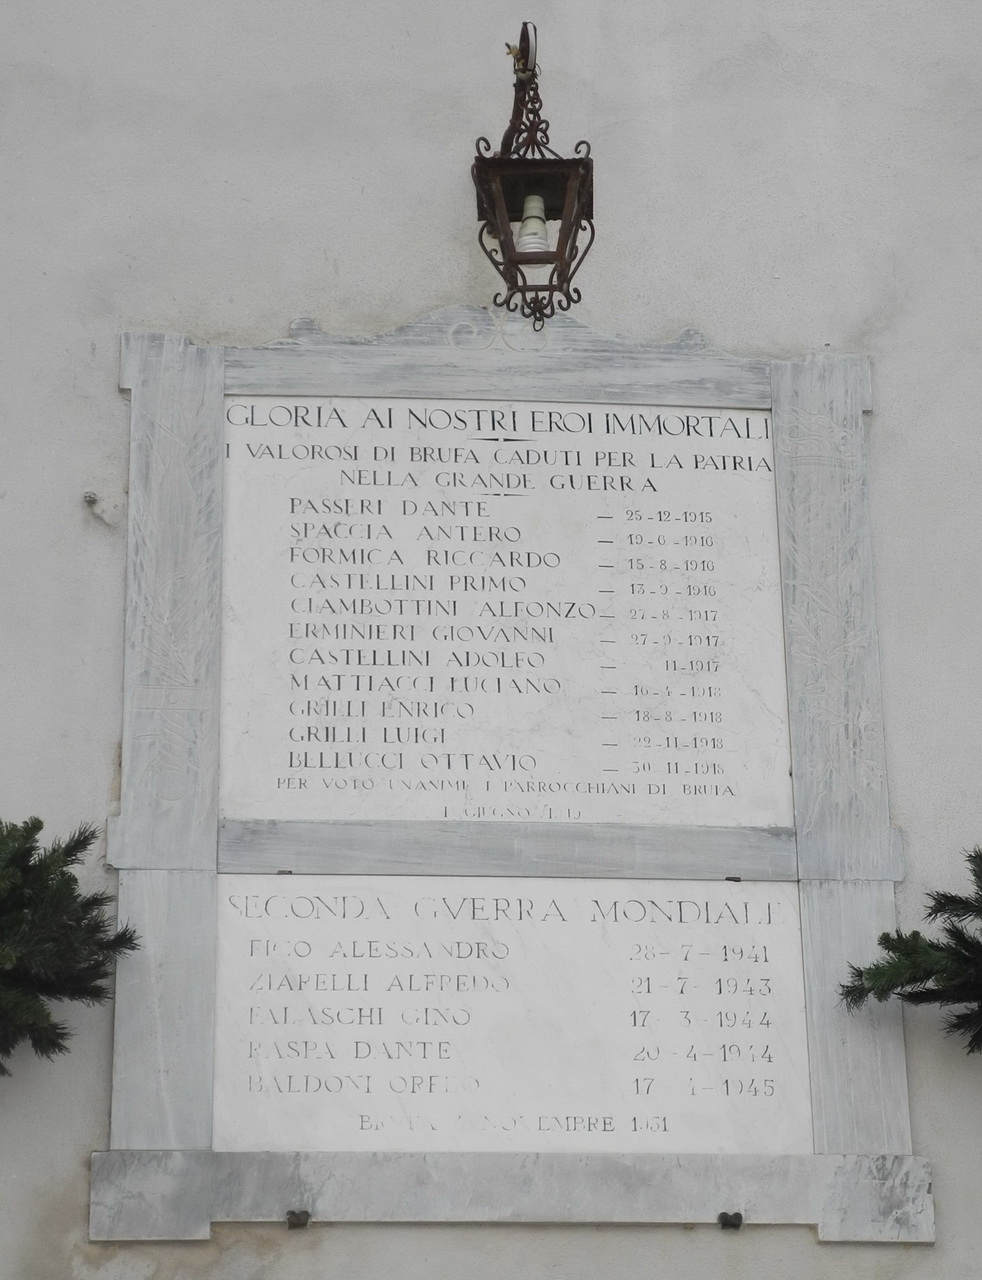 GLORIA AI NOSTRI EROI IMMORTALI
I VALOROSI DI BRUFA CADUTI PER LA PATRIA
NELLA GRANDE GUERRA
PASSERI DANTE — 25-12-1915
SPACCIA ANTERO — 19-6-1916
FORMICA RICCARDO — 15-8-1916
CASTELLINI PRIMO — 13-9-1916
CIAMBOTTINI ALFONZO — 27-8-1917
ERMINIERI GIOVANNI — 27-9-1917
CASTELLINI ADOLFO — 11-1917
MATTIACCI LUCIANO — 16-4-1918
GRILLI ENRICO — 18-8-1918
GRILLI LUIGI — 22-11-1918
BELLUCCI OTTAVIO — 30 11-1918
PER VOTO UNANIME I PARROCCHIANI DI BRUFA
GIUGNO
SECONDA GVERRA MONDIALE
FICO ALESSANDRO 28-7-1941
ZIAPELLI ALFREDO 21-7-1943
FALASCHI GINO 17-3-1944
RASPA DANTE 20-4-1944
BALDONI ORFEO 17 4-1945
BRUFA NOVEMBRE 1951